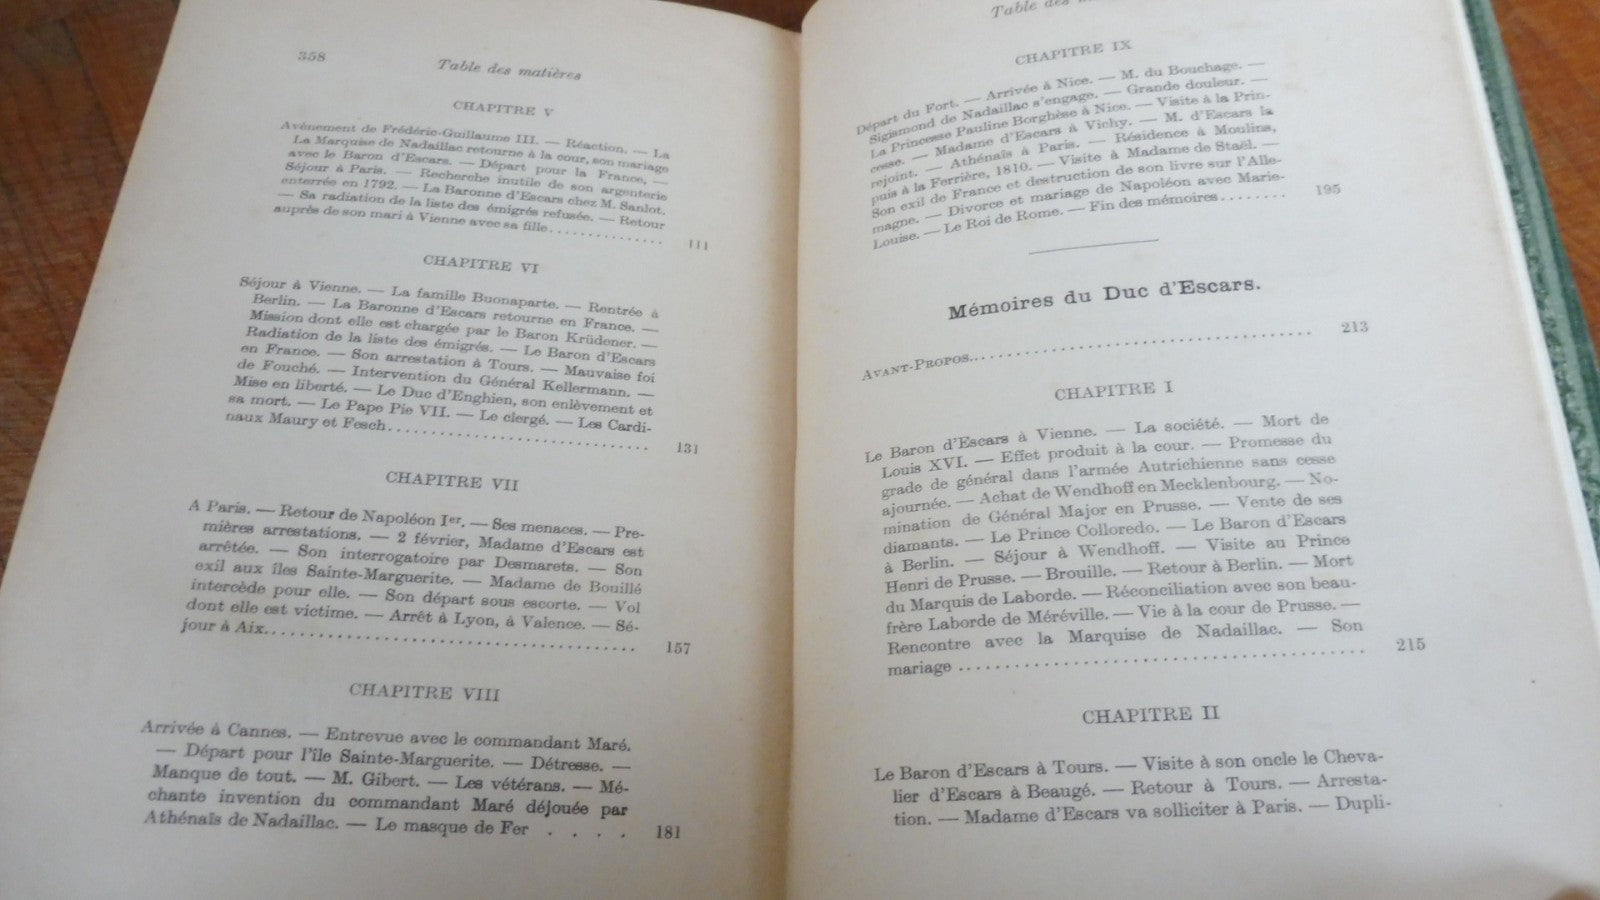 358
Table des matières
CHAPITRE V
Avènement de Frédéric-Guillaume III. — Réaction. — La
La Marquise de Nadaillac retourne à la cour, son mariage
avec le Baron d'Escars. — Départ pour la France, —
Séjour à Paris. — Recherche inutile de son argenterie
enterrée en 1792. — La Baronne d'Escars chez M. Sanlot.
— Sa radiation de la liste des émigrés refusée. — Retour
auprès de son mari à Vienne avec sa fille.............. 111
CHAPITRE VI
Séjour à Vienne. — La famille Buonaparte. — Rentrée à
Berlin. — La Baronne d'Escars retourne en France. —
Mission dont elle est chargée par le Baron Krüdener. —
Radiation de la liste des émigrés. — Le Baron d'Escars
en France. — Son arrestation à Tours. — Mauvaise foi
de Fouché. — Intervention du Général Kellermann. —
Mise en liberté. — Le Duc d'Enghien, son enlèvement et
sa mort. — Le Pape Pie VII. — Le clergé. — Les Cardi-
naux Maury et Fesch.............................. 131
CHAPITRE VII
A Paris. — Retour de Napoléon Ier. — Ses menaces. — Pre-
mières arrestations. — 2 février, Madame d'Escars est
arrêtée. — Son interrogatoire par Desmarets. — Son
exil aux îles Sainte-Marguerite. — Madame de Bouillé
intercède pour elle. — Son départ sous escorte. — Vol
dont elle est victime. — Arrêt à Lyon, à Valence. — Sé-
jour à Aix...................................... 157
CHAPITRE VIII
Arrivée à Cannes. — Entrevue avec le commandant Maré.
— Départ pour l'île Sainte-Marguerite. — Détresse. —
Manque de tout. — M. Gibert. — Les vétérans. — Mé-
chante invention du commandant Maré déjouée par
Athénaïs de Nadaillac. — Le masque de Fer . . . . 181
Table des
CHAPITRE IX
Départ du Fort. — Arrivée à Nice. — M. du Bouchage. —
Sigismond de Nadaillac s'engage. — Grande douleur. —
La Princesse Pauline Borghèse à Nice. — Visite à la Prin-
cesse. — Madame d'Escars à Vichy. — M. d'Escars la
rejoint. — Athénaïs à Paris. — Résidence à Moulins,
puis à la Ferrière, 1810. — Visite à Madame de Staël. —
Son exil de France et destruction de son livre sur l'Alle-
magne. — Divorce et mariage de Napoléon avec Marie-
Louise. — Le Roi de Rome. — Fin des mémoires........ 195
Mémoires du Duc d'Escars.
AVANT-PROPOS.................................... 213
CHAPITRE I
Le Baron d'Escars à Vienne. — La société. — Mort de
Louis XVI. — Effet produit à la cour. — Promesse du
grade de général dans l'armée Autrichienne sans cesse
ajournée. — Achat de Wendhoff en Mecklenbourg. — No-
mination de Général Major en Prusse. — Vente de ses
diamants. — Le Prince Colloredo. — Le Baron d'Escars
à Berlin. — Séjour à Wendhoff. — Visite au Prince
Henri de Prusse. — Brouille. — Retour à Berlin. — Mort
du Marquis de Laborde. — Réconciliation avec son beau-
frère Laborde de Méréville. — Vie à la cour de Prusse. —
Rencontre avec la Marquise de Nadaillac. — Son
mariage ........................................ 215
CHAPITRE II
Le Baron d'Escars à Tours. — Visite à son oncle le Cheva-
lier d'Escars à Beaugé. — Retour à Tours. — Arresta-
tion. — Madame d'Escars va solliciter à Paris. — Dupli-